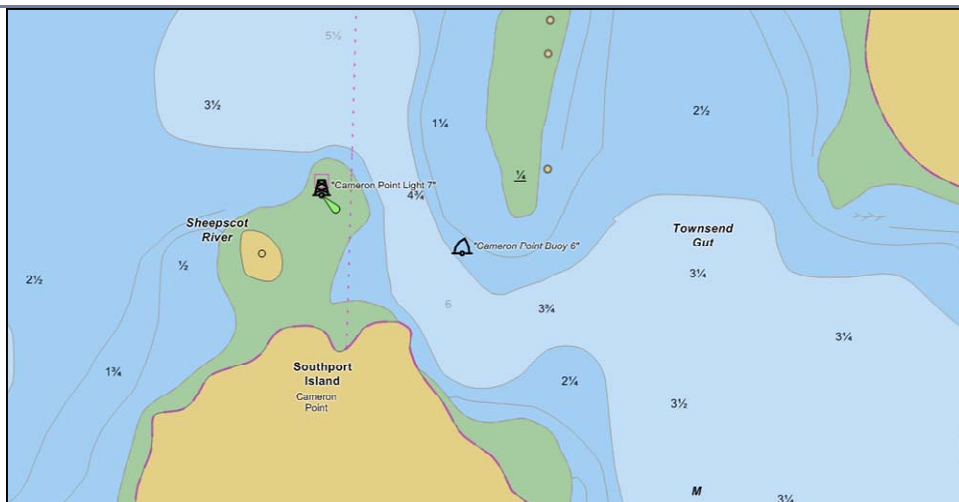 5½
3½
1¼
2½
"Cameron Point Light 7"
4¾
¼
Sheepscot
River
Townsend
Gut
"Cameron Point Buoy 6"
½
2½
3¼
6
3¾
3¼
1¾
Southport
Island
Cameron
Point
2¼
3½
M
3¼